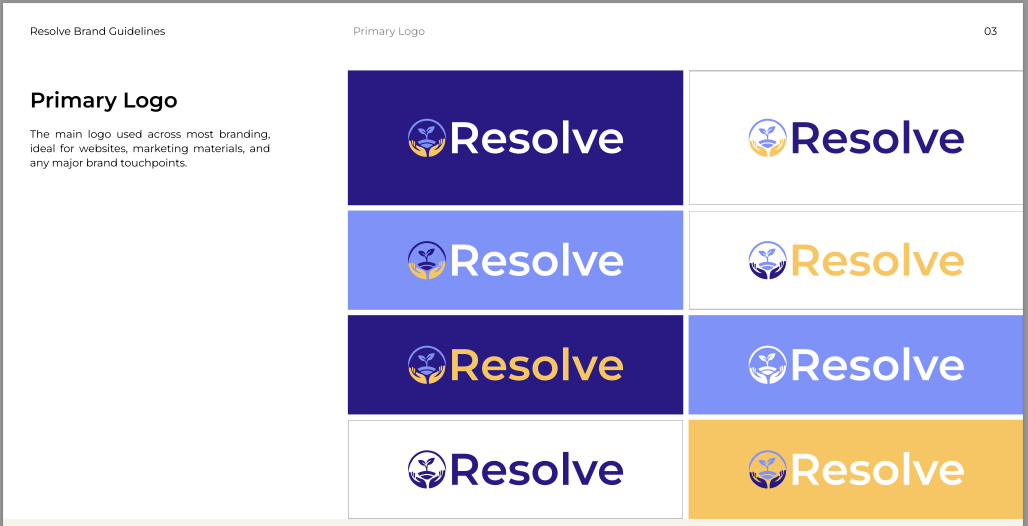 Resolve Brand Guidelines
Primary Logo
03
Primary Logo
The main logo used across most branding,
ideal for websites, marketing materials, and
any major brand touchpoints.
Resolve
Resolve
Resolve
Resolve
Resolve
Resolve
Resolve
Resolve